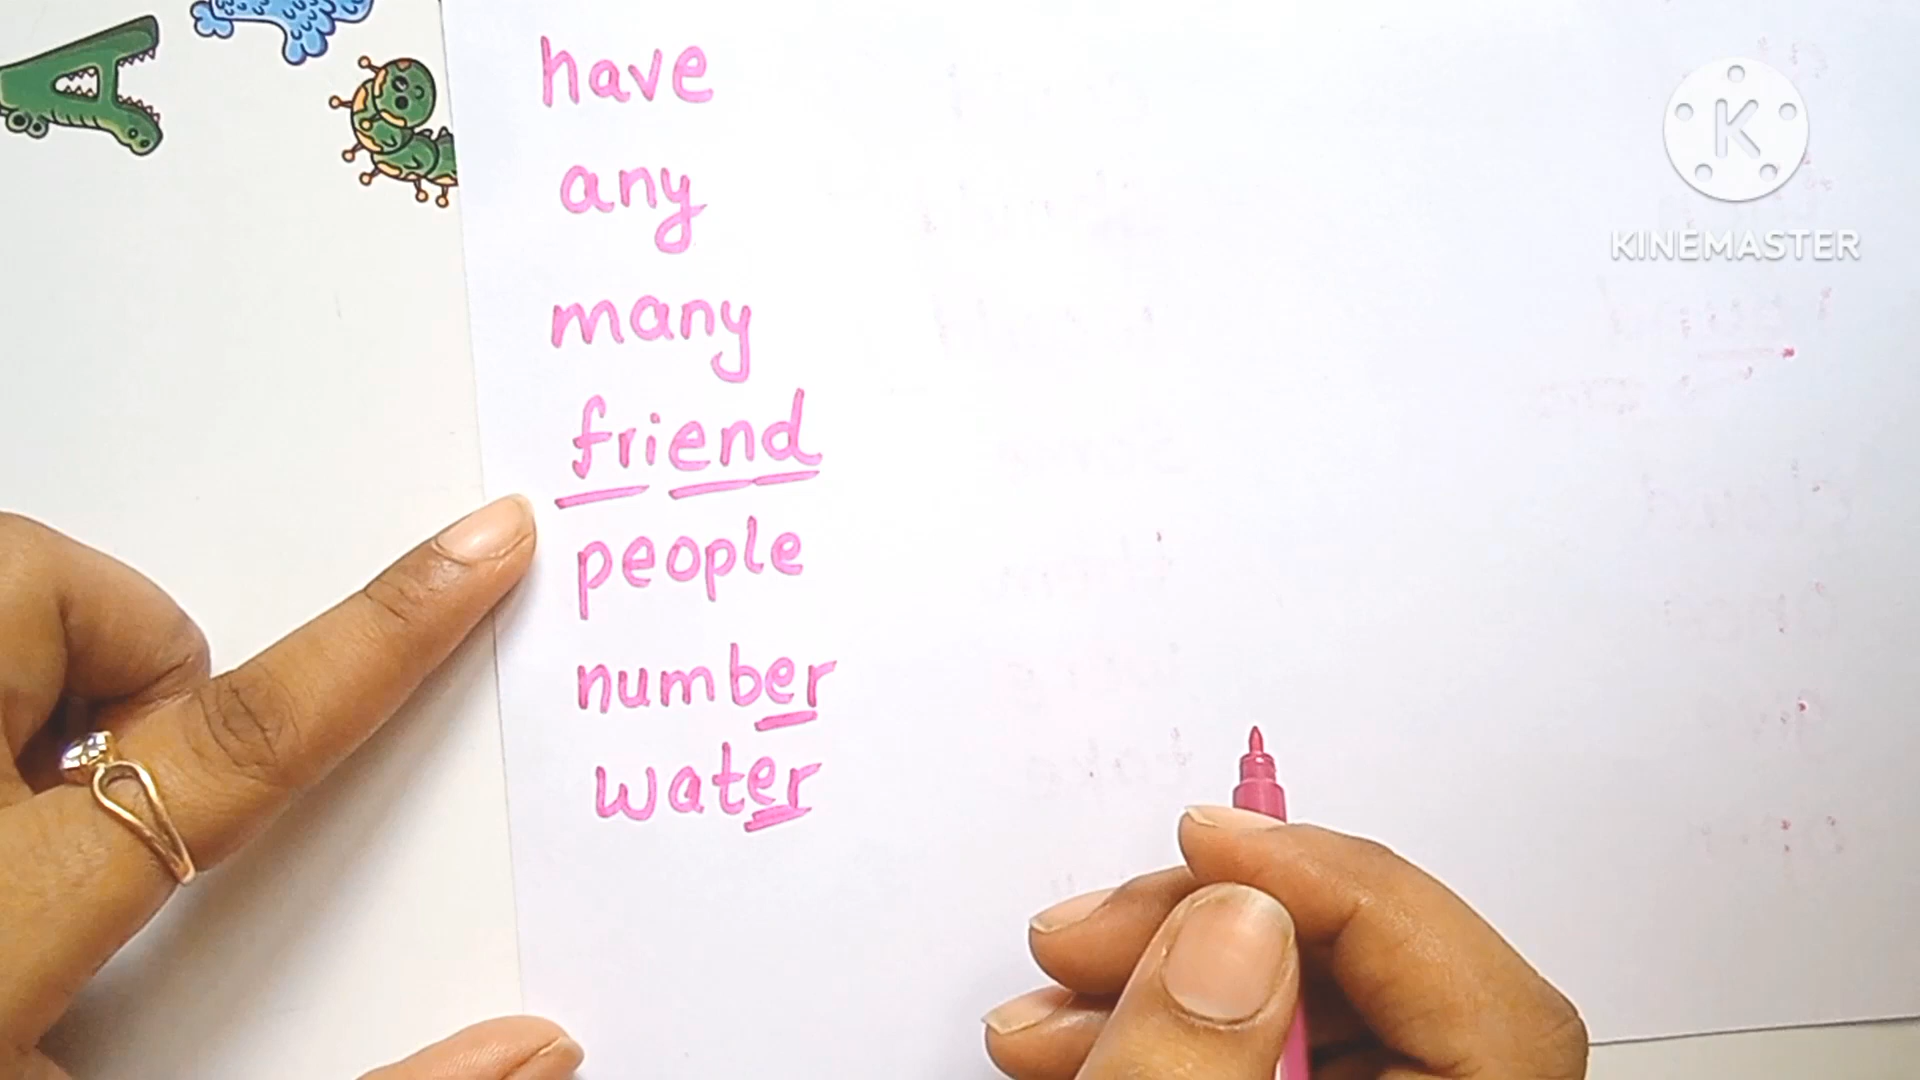 have
any
many
friend
people
number
water
K
KINEMASTER